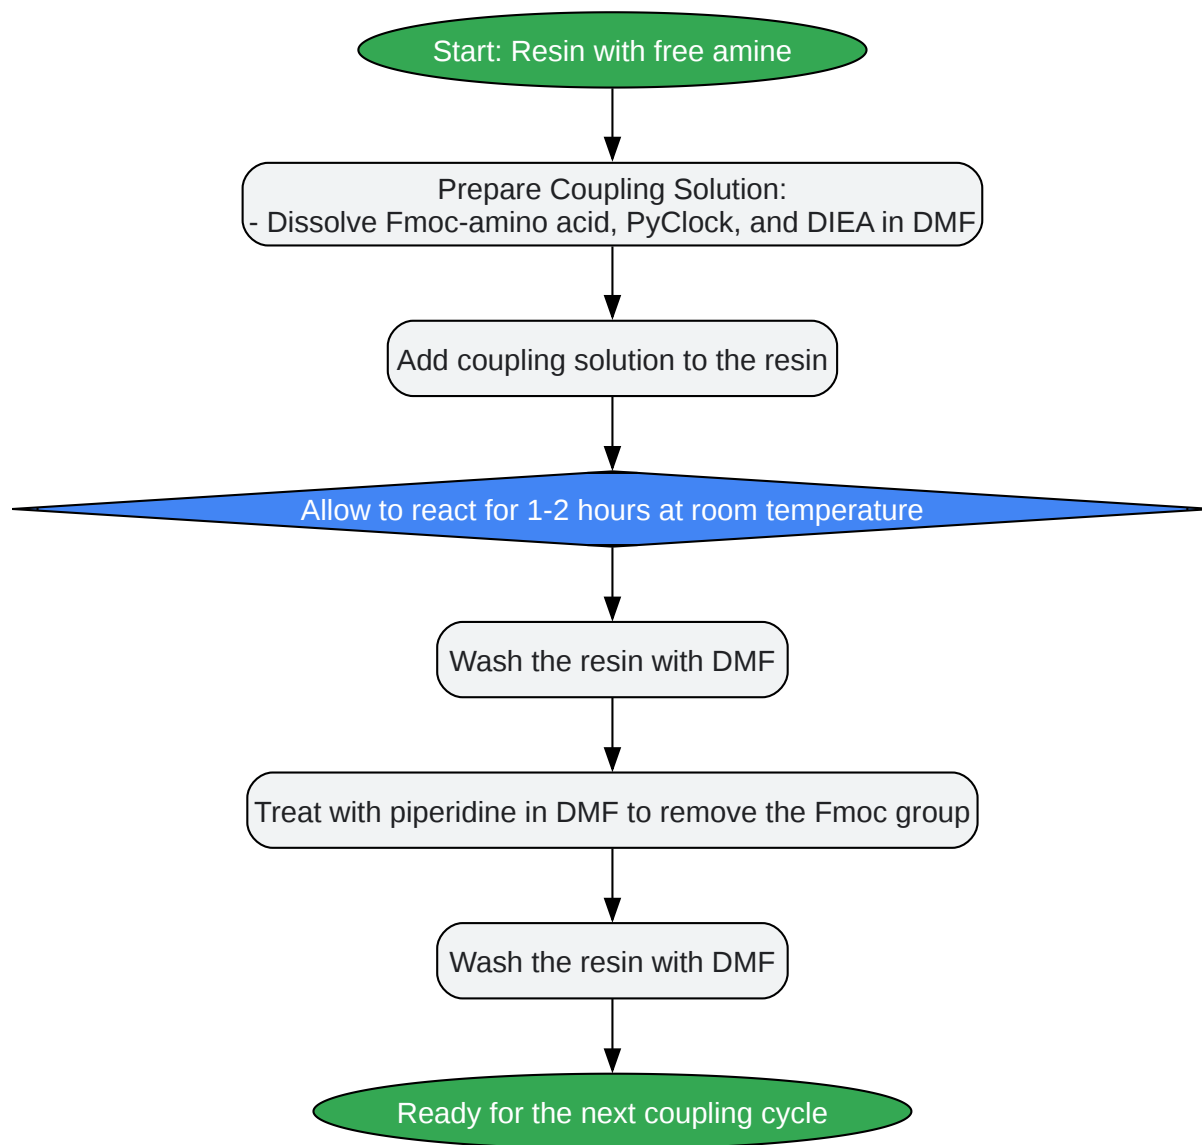 Start: Resin with free amine
Prepare Coupling Solution:
- Dissolve Fmoc-amino acid, PyClock, and DIEA in DMF
Add coupling solution to the resin
Allow to react for 1-2 hours at room temperature
Wash the resin with DMF
Treat with piperidine in DMF to remove the Fmoc group
Wash the resin with DMF
Ready for the next coupling cycle